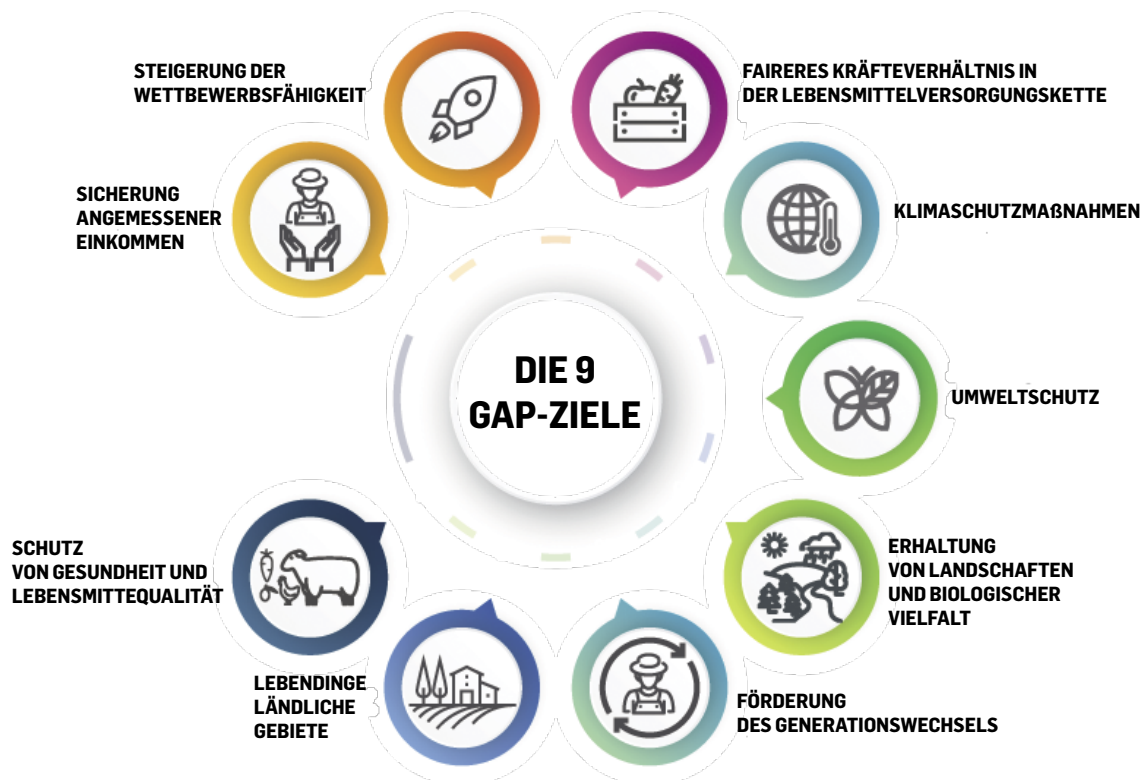 STEIGERUNG DER
WETTBEWERBSFÄHIGKEIT
FAIRERES KRÄFTEVERHÄLTNIS IN
DER LEBENSMITTELVERSORGUNGSKETTE
SICHERUNG
ANGEMESSENER
EINKOMMEN
KLIMASCHUTZMAßNAHMEN
DIE 9
GAP-ZIELE
UMWELTSCHUTZ
SCHUTZ
VON GESUNDHEIT UND
LEBENSMITTEQUALITÄT
ERHALTUNG
VON LANDSCHAFTEN
UND BIOLOGISCHER
VIELFALT
LEBENDINGE
LÄNDLICHE
GEBIETE
FÖRDERUNG
DES GENERATIONSWECHSELS